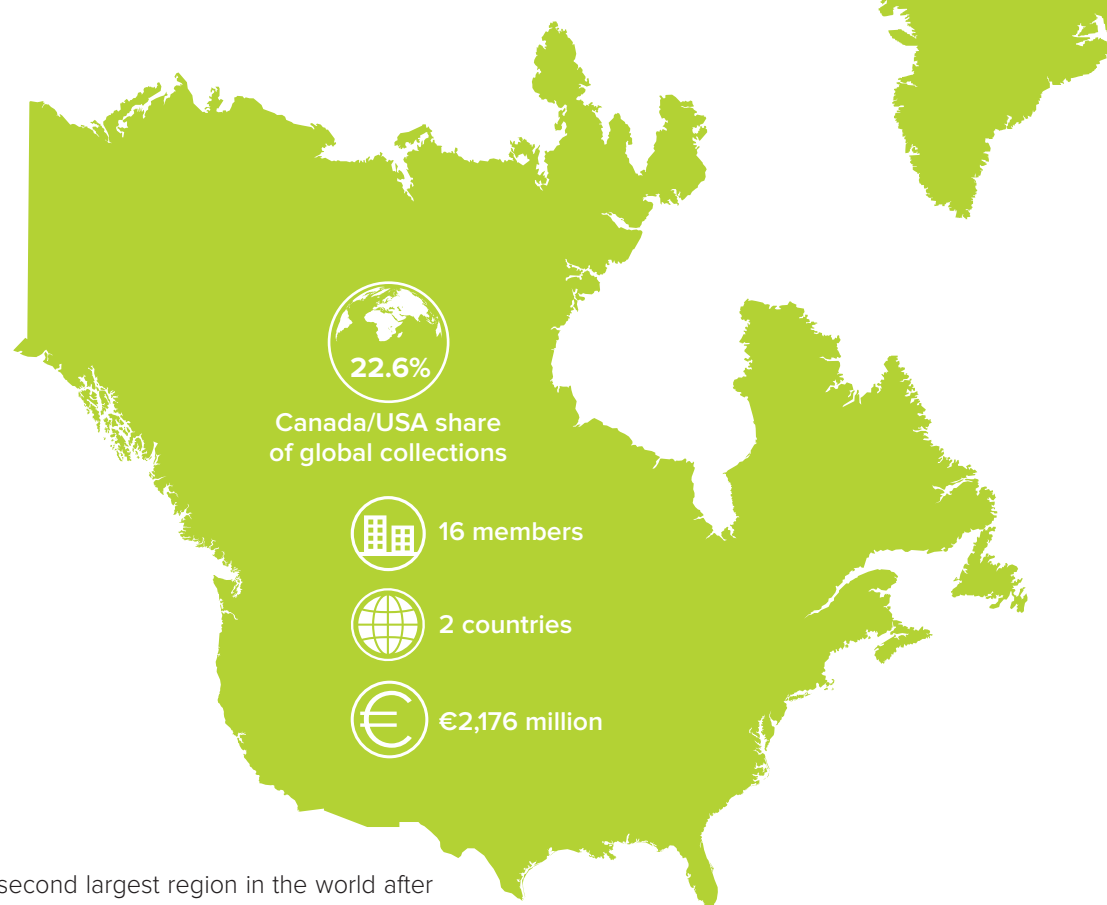 22.6%
Canada/USA share
of global collections
16 members
2 countries
€2,176 million
second largest region in the world after